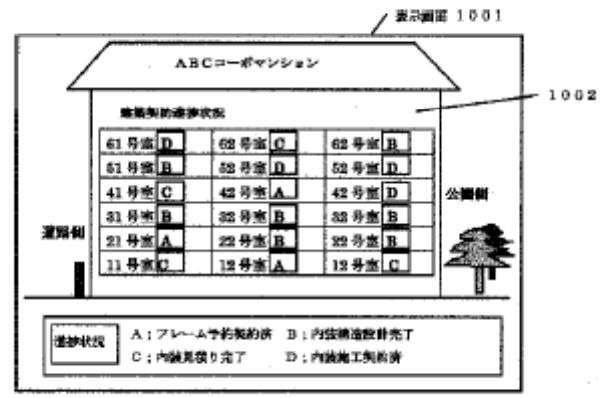 表示画面 1001
ABCコーポマンション
1002
建築契約進捗状況
61号室 D 62号室 C 62号室 B
51号室 B 52号室 D 52号室 D
41号室 C 42号室 A 42号室 D
公園側
31号室 B 32号室 B 32号室 B
道路側
21号室 A 22号室 B 22号室 B
11号室 C 12号室 A 12号室 C
進捗状況
A;フレーム予約契約済 B;内装構造設計完了
C;内装見積り完了 D;内装施工契約済